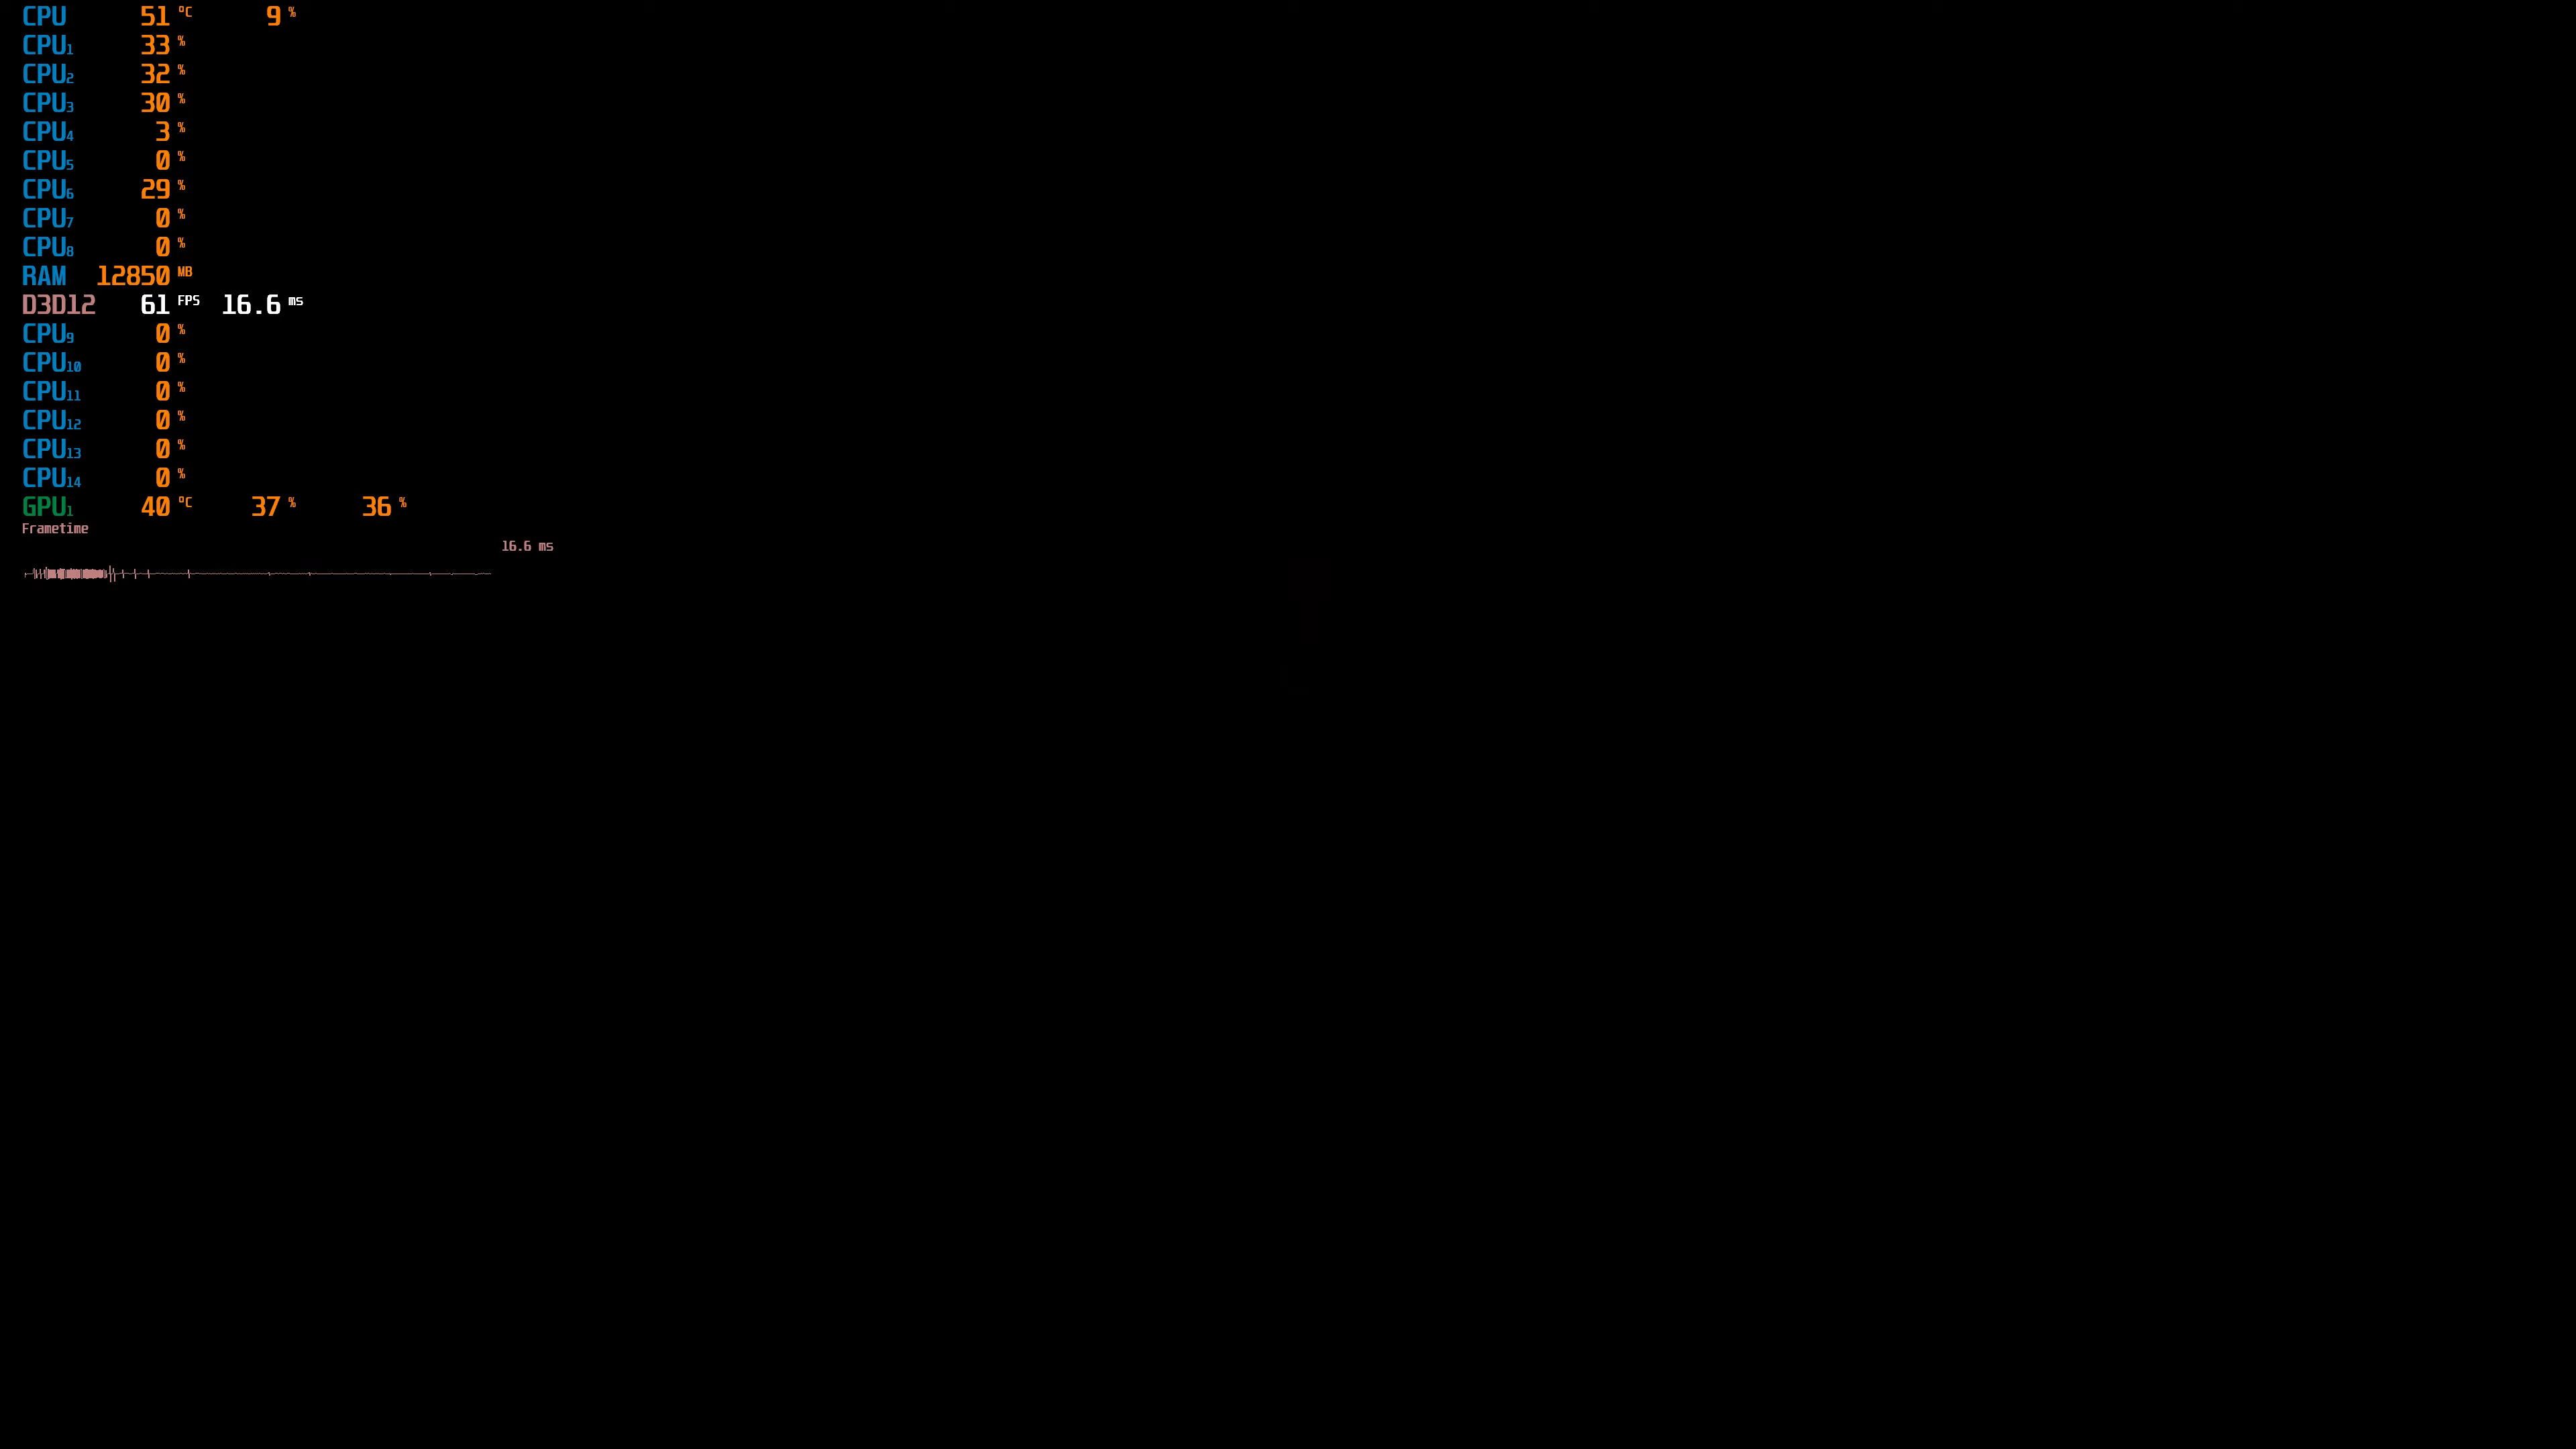 CPU 51 °C 9 %
CPU1 33 %
CPU2 32 %
CPU3 30 %
CPU4 3 %
CPU5 0 %
CPU6 29 %
CPU7 0 %
CPU8 0 %
RAM 12850 MB
D3D12 61 FPS 16.6 ms
CPU9 0 %
CPU10 0 %
CPU11 0 %
CPU12 0 %
CPU13 0 %
CPU14 0 %
GPU1 40 °C 37 % 36 %
Frametime
16.6 ms